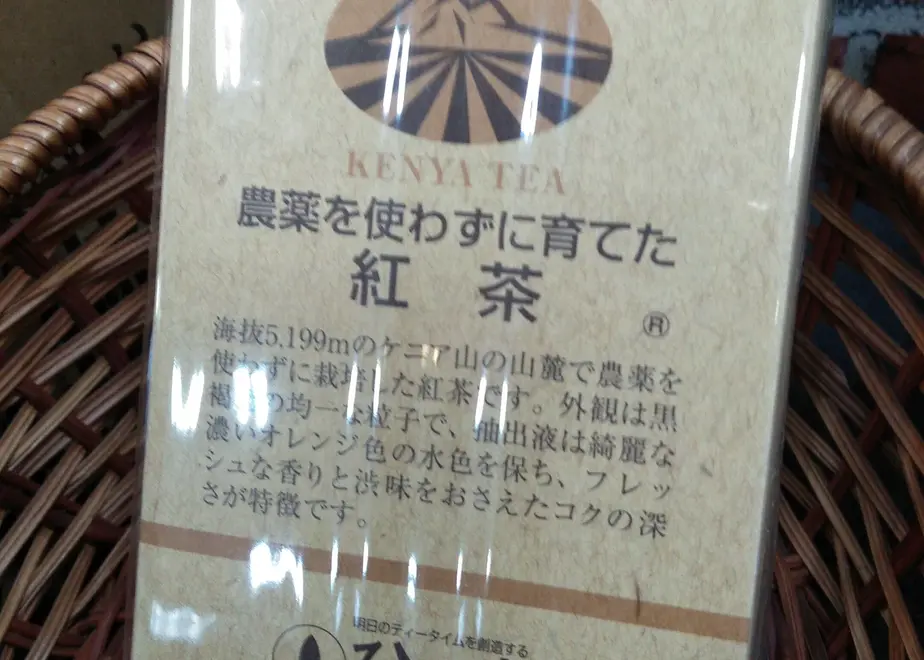 KENYA TEA
農薬を使わずに育てた
紅茶
®
海抜5,199mのケニア山の山麓で農薬を
使わずに栽培した紅茶です。外観は黒
褐の均一な粒子で、抽出液は綺麗な
濃いオレンジ色の水色を保ち、フレッ
シュな香りと渋味をおさえたコクの深
さが特徴です。
明日のティータイムを創造する